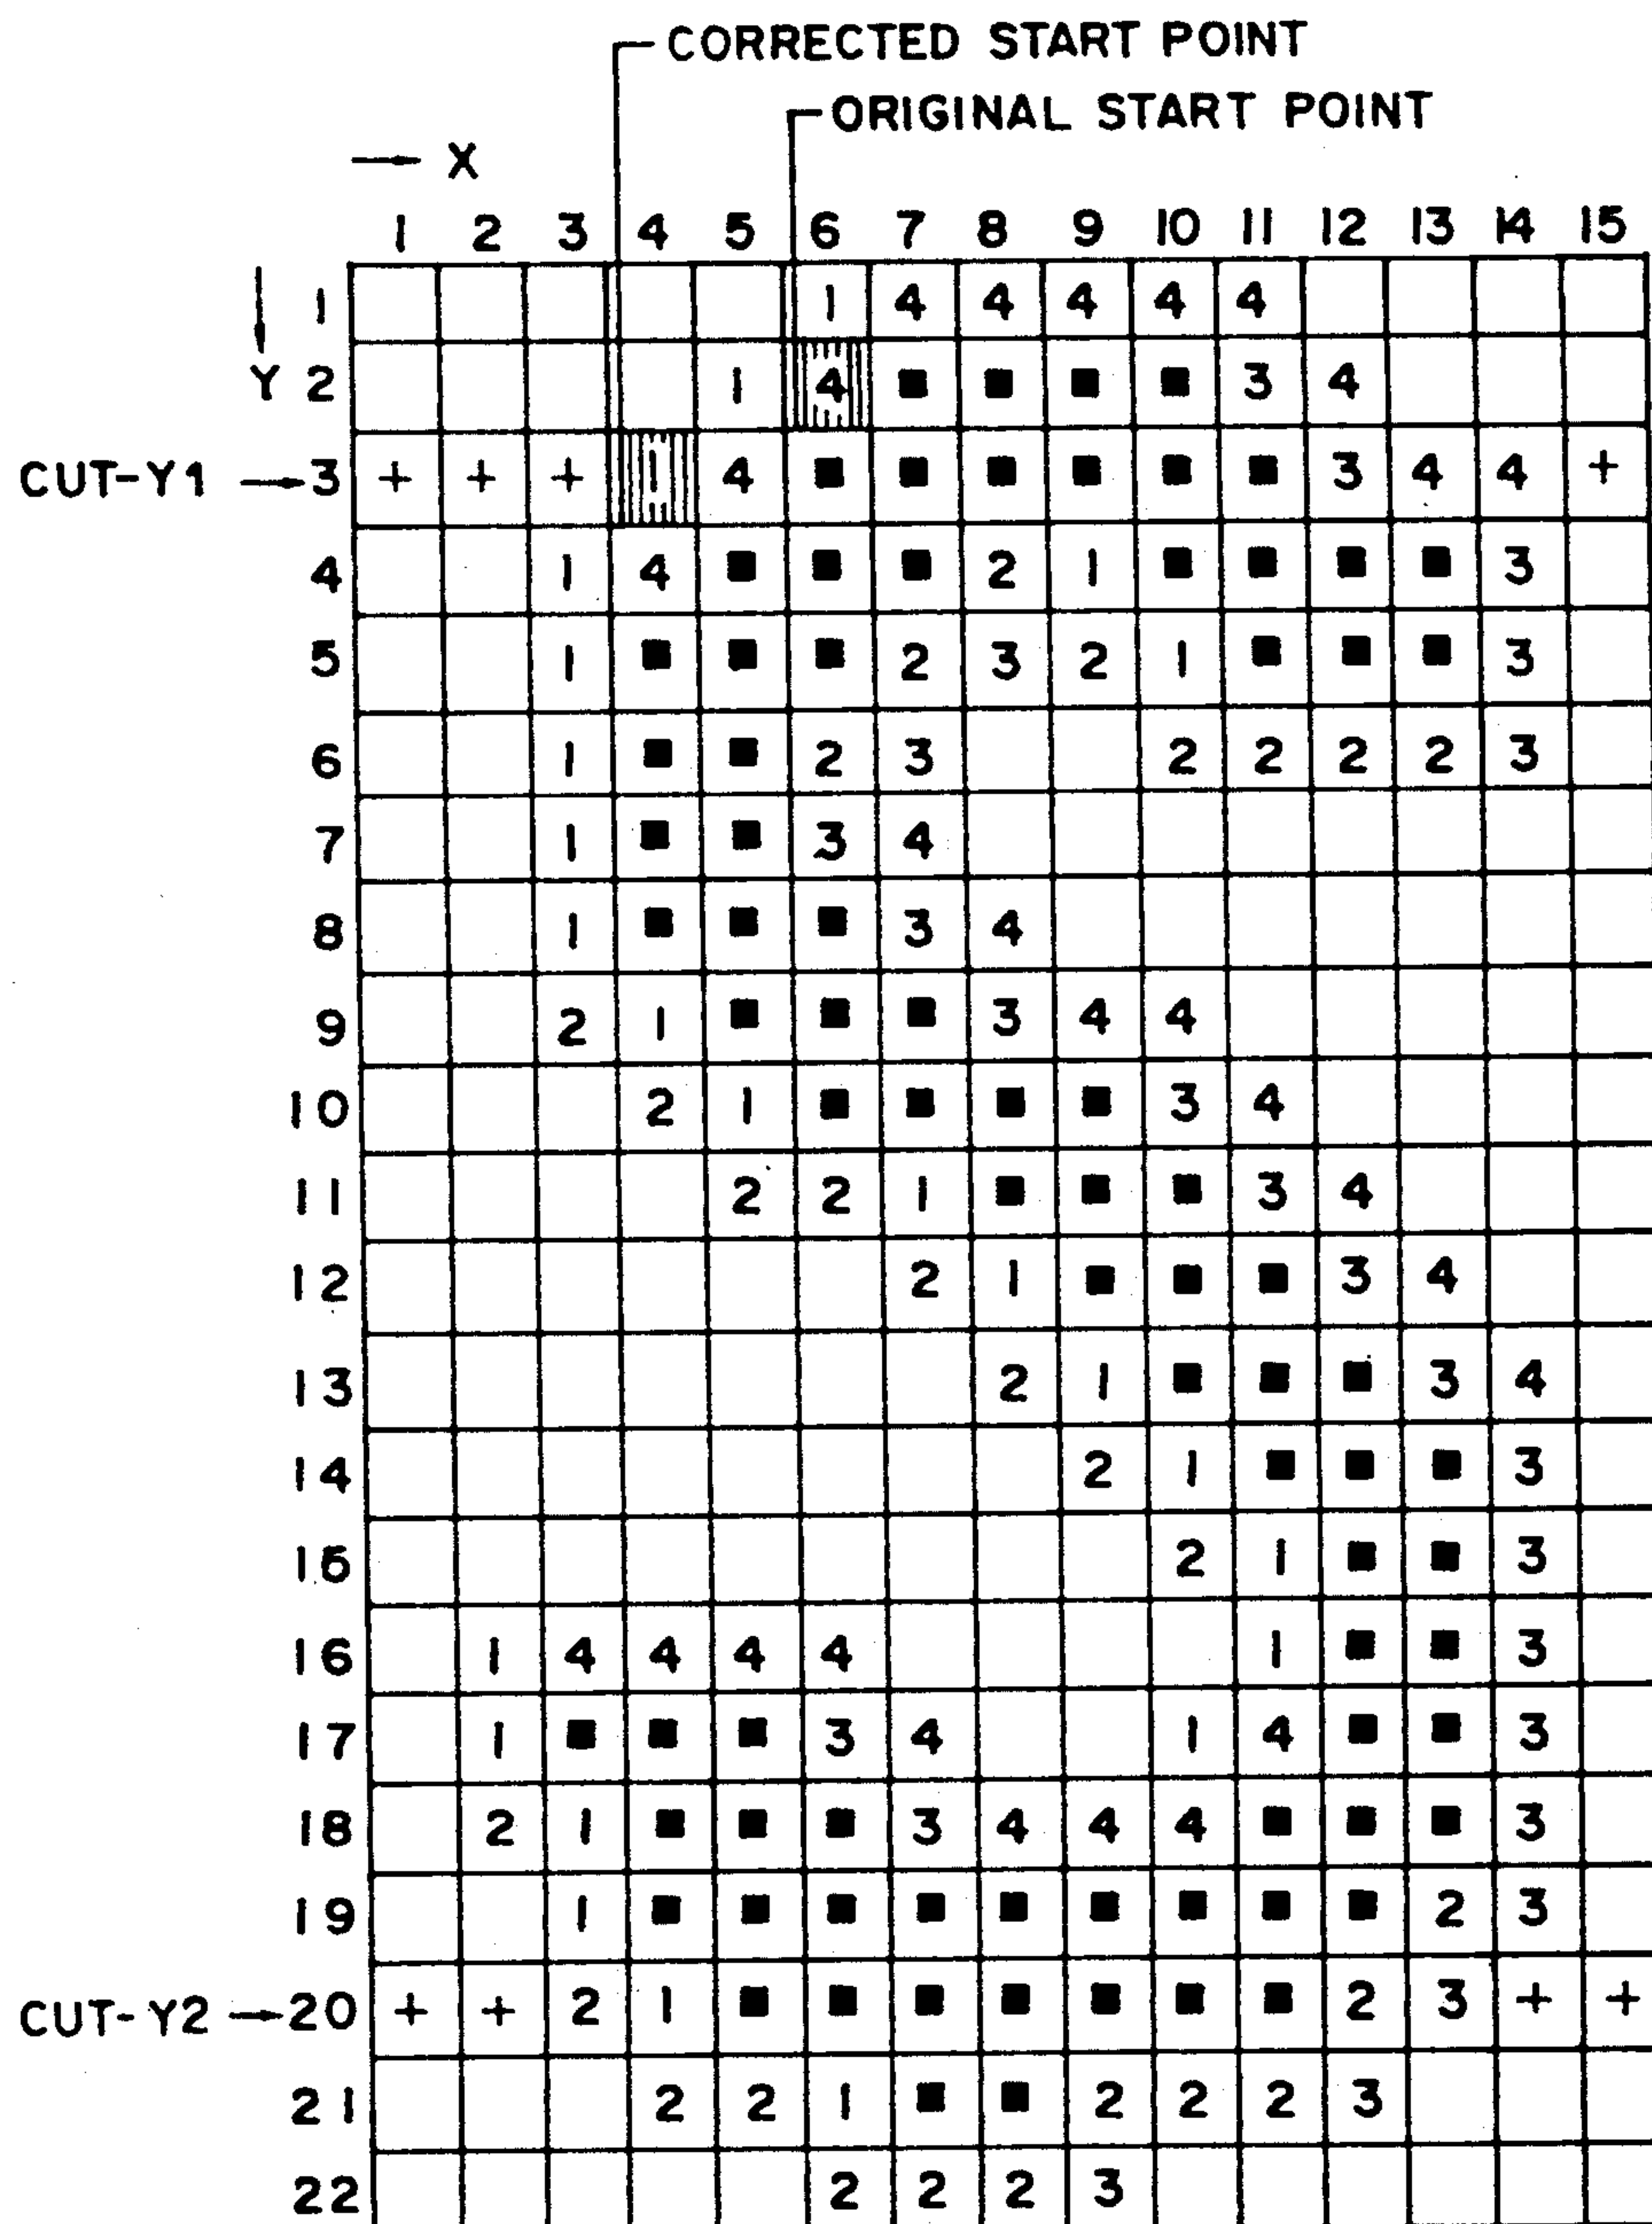 CORRECTED START POINT
ORIGINAL START POINT
→ X
1 2 3 4 5 6 7 8 9 10 11 12 13 14 15
1 1 4 4 4 4 4
Y 2 1 4 ■ ■ ■ ■ 3 4
CUT-Y1 →3 + + + 1 4 ■ ■ ■ ■ ■ ■ 3 4 4 +
4 1 4 ■ ■ ■ 2 1 ■ ■ ■ ■ 3
5 1 ■ ■ ■ 2 3 2 1 ■ ■ ■ 3
6 1 ■ ■ 2 3 2 2 2 2 3
7 1 ■ ■ 3 4
8 1 ■ ■ ■ 3 4
9 2 1 ■ ■ ■ 3 4 4
10 2 1 ■ ■ ■ ■ 3 4
11 2 2 1 ■ ■ ■ 3 4
12 2 1 ■ ■ ■ 3 4
13 2 1 ■ ■ ■ 3 4
14 2 1 ■ ■ ■ 3
15 2 1 ■ ■ 3
16 1 4 4 4 4 1 ■ ■ 3
17 1 ■ ■ ■ 3 4 1 4 ■ ■ 3
18 2 1 ■ ■ ■ 3 4 4 4 ■ ■ ■ 3
19 1 ■ ■ ■ ■ ■ ■ ■ ■ ■ 2 3
CUT-Y2 →20 + + 2 1 ■ ■ ■ ■ ■ ■ ■ 2 3 + +
21 2 2 1 ■ ■ 2 2 2 3
22 2 2 2 3